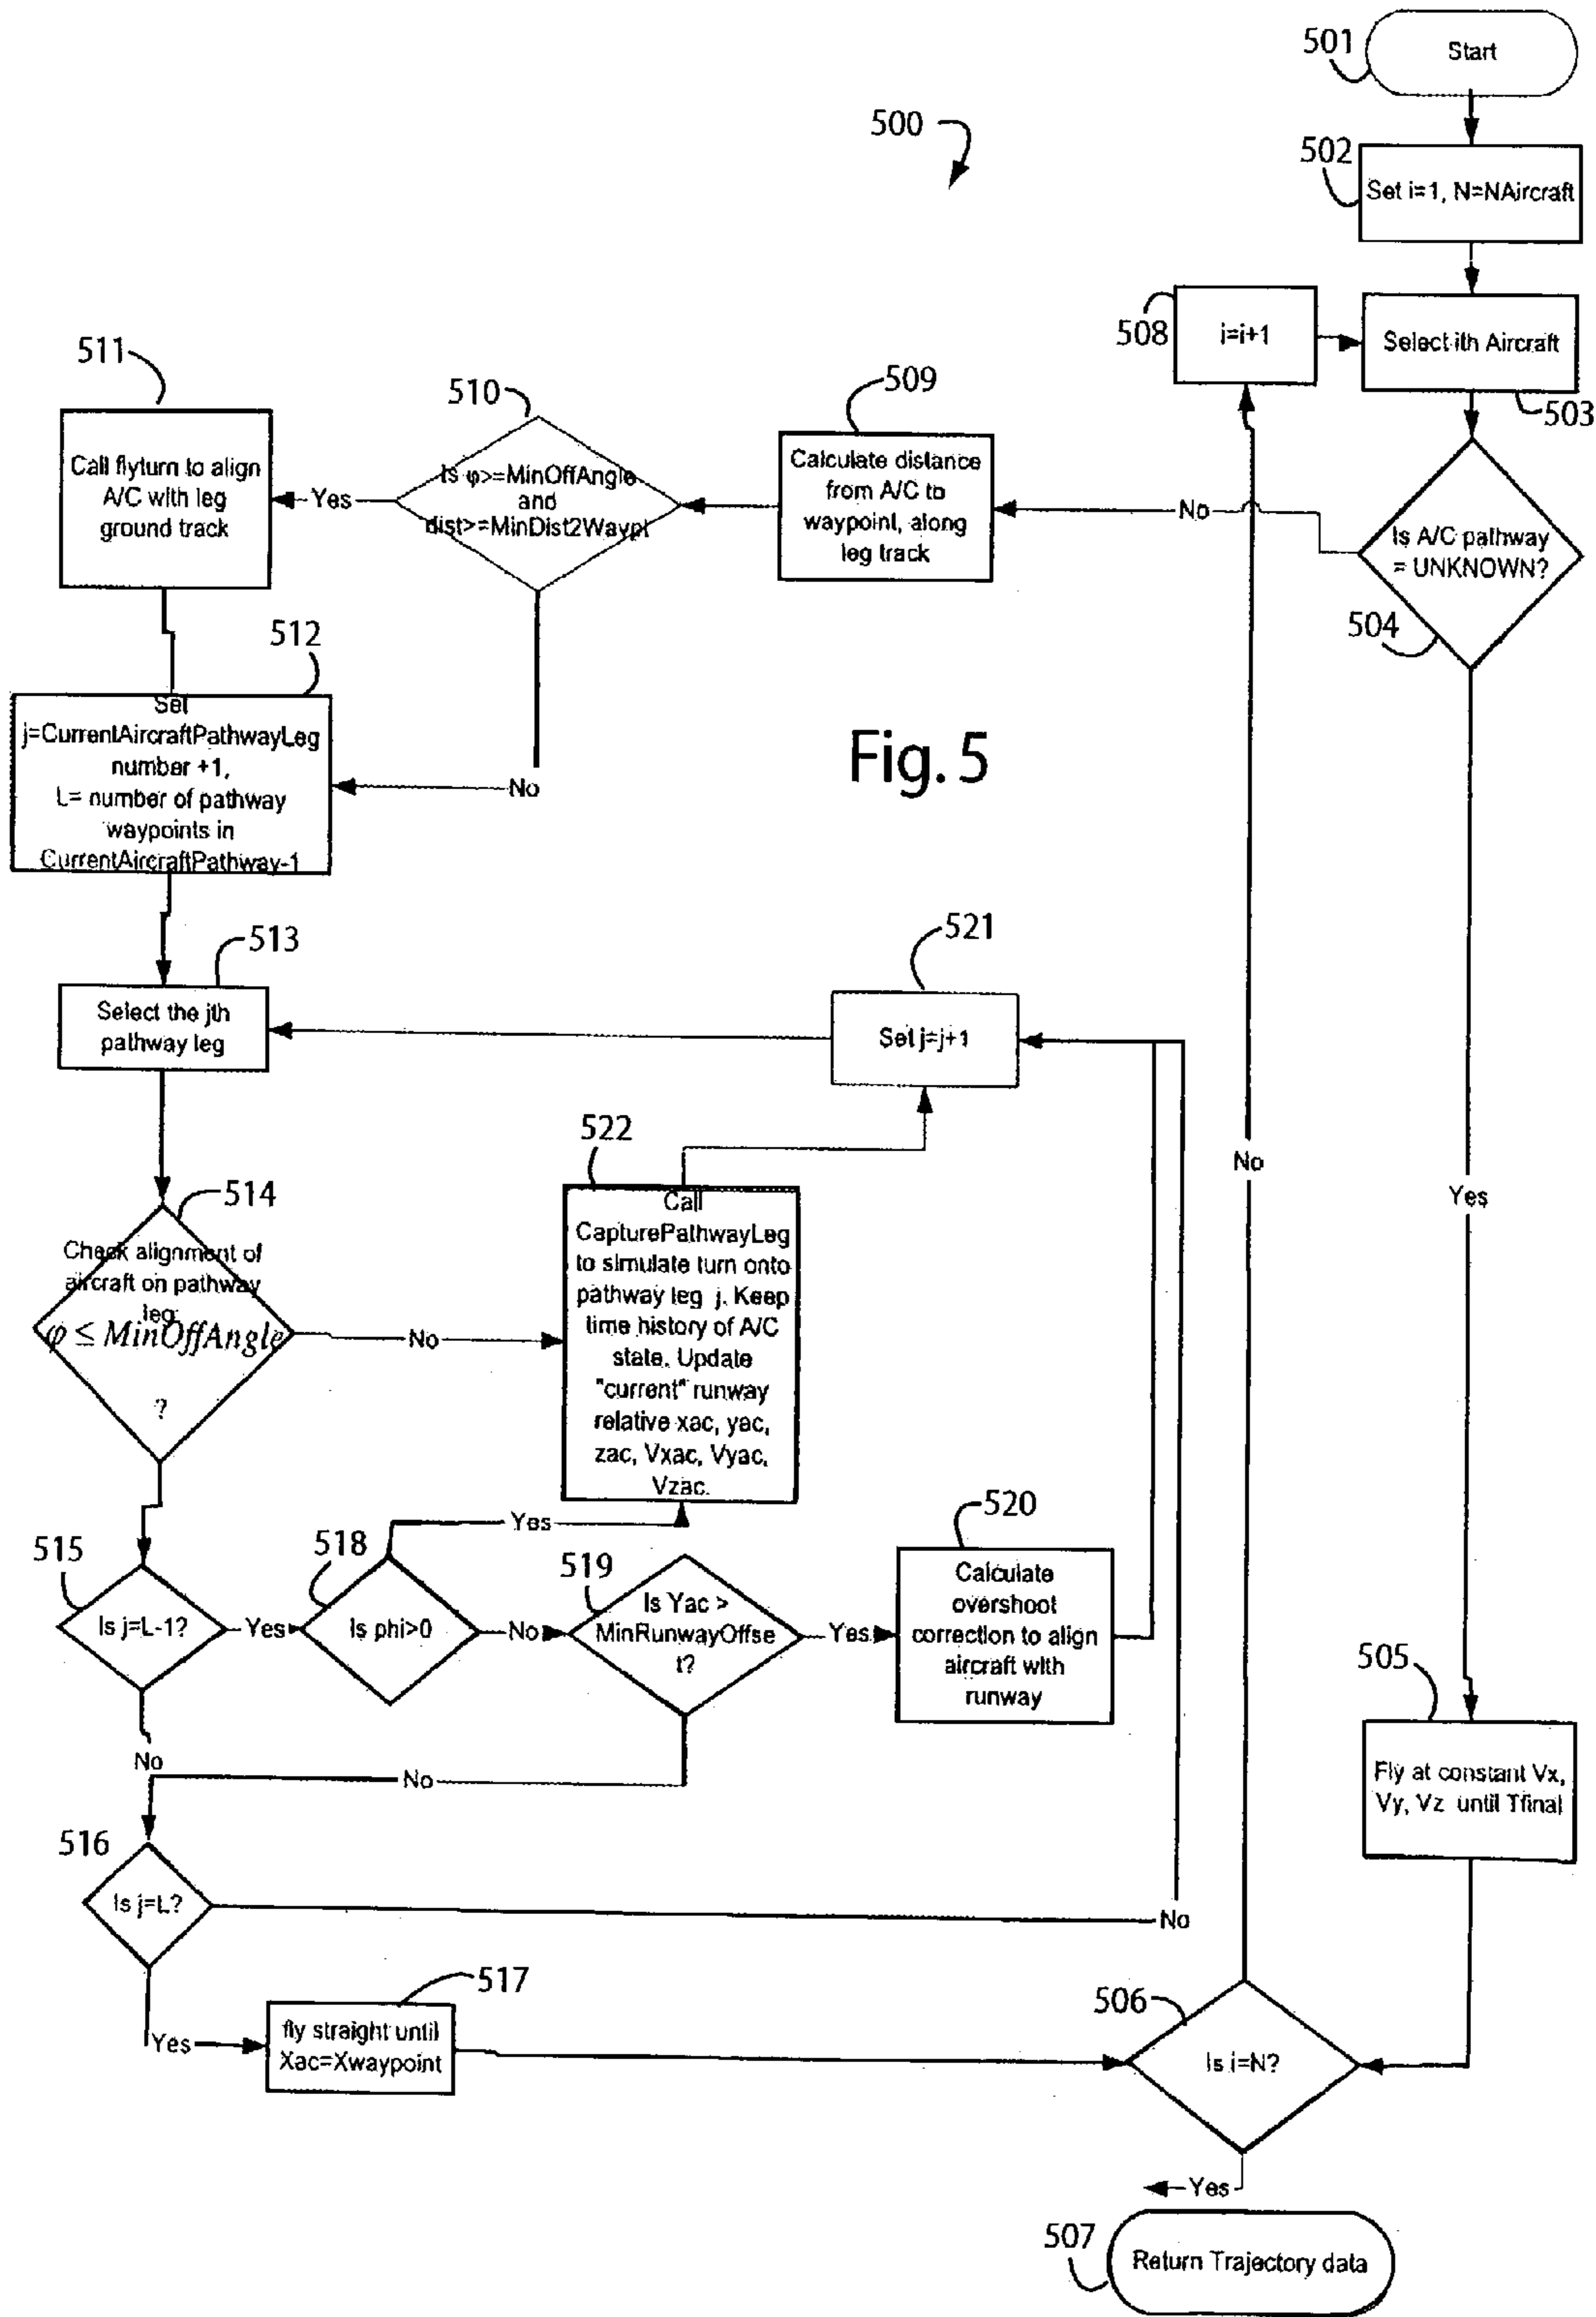 501
Start
500
502
Set i=1, N=NAircraft
508
i=i+1
Select ith Aircraft
503
511
510
509
Call flyturn to align
A/C with leg
ground track
Yes
Is φ>=MinOffAngle
and
dist>=MinDist2Waypt
Calculate distance
from A/C to
waypoint, along
leg track
No
Is A/C pathway
= UNKNOWN?
504
512
Set
j=CurrentAircraftPathwayLeg
number +1,
L= number of pathway
waypoints in
CurrentAircraftPathway-1
No
Fig. 5
513
Select the jth
pathway leg
521
Set j=j+1
522
Call
CapturePathwayLeg
to simulate turn onto
pathway leg j. Keep
time history of A/C
state. Update
"current" runway
relative xac, yac,
zac, Vxac, Vyac,
Vzac.
No
Yes
514
Check alignment of
aircraft on pathway
leg:
φ ≤ MinOffAngle
?
No
Yes
515
Is j=L-1?
Yes
518
Is phi>0
No
519
Is Yac >
MinRunwayOffse
t?
Yes
520
Calculate
overshoot
correction to align
aircraft with
runway
505
Fly at constant Vx,
Vy, Vz until Tfinal
No
No
516
Is j=L?
No
Yes
517
fly straight until
Xac=Xwaypoint
506
Is i=N?
Yes
507
Return Trajectory data